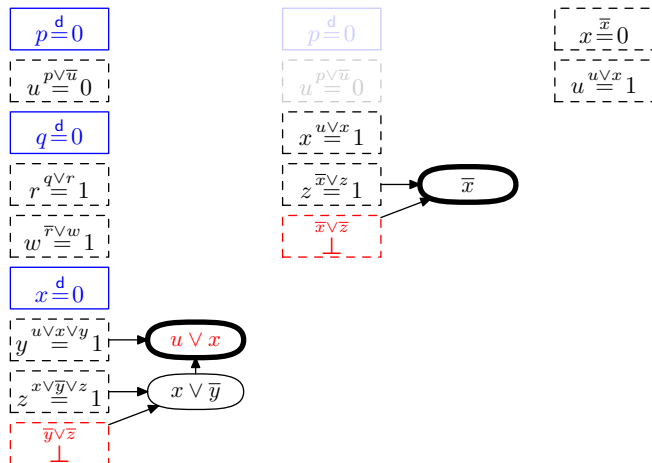 p =ᵈ 0
u =^{p∨u̅} 0
q =ᵈ 0
r =^{q∨r} 1
w =^{r̅∨w} 1
x =ᵈ 0
y =^{u∨x∨y} 1
u ∨ x
z =^{x∨y̅∨z} 1
x ∨ y̅
y̅∨z̅
⊥
p =ᵈ 0
u =^{p∨u̅} 0
x =^{u∨x} 1
z =^{x̅∨z} 1
x̅
x̅∨z̅
⊥
x =^{x̅} 0
u =^{u∨x} 1